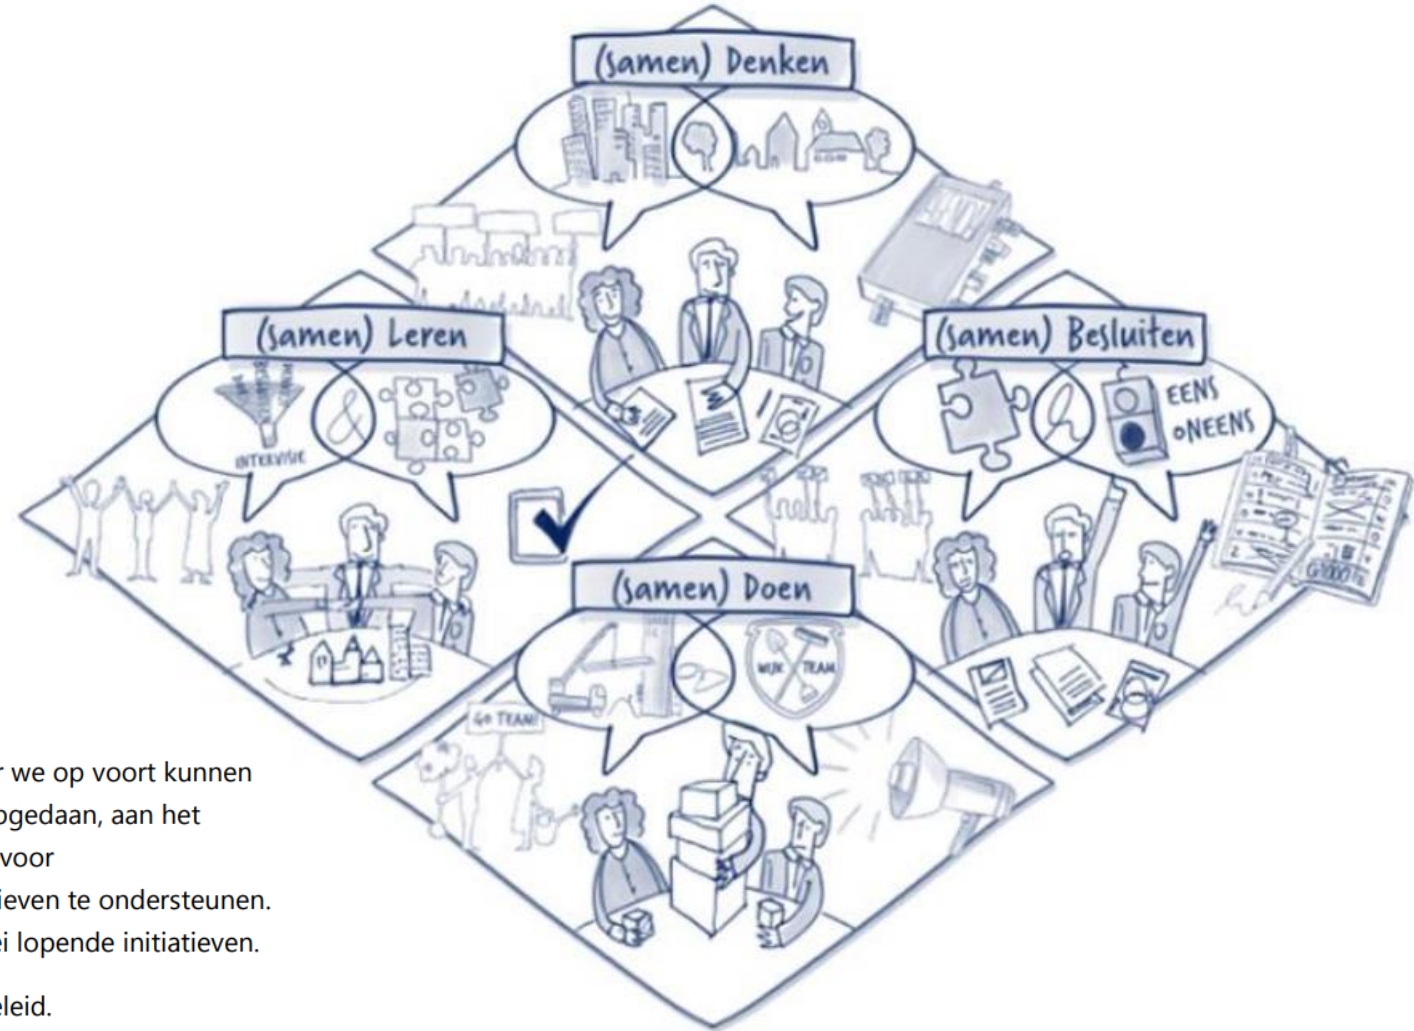 (samen) Denken
(samen) Leren
(samen) Besluiten
INTERVISIE
&
EENS
ONEENS
(samen) Doen
WIJK TEAM
GO TEAM!
r we op voort kunnen
ogedaan, aan het
voor
ieven te ondersteunen.
ei lopende initiatieven.
eleid.